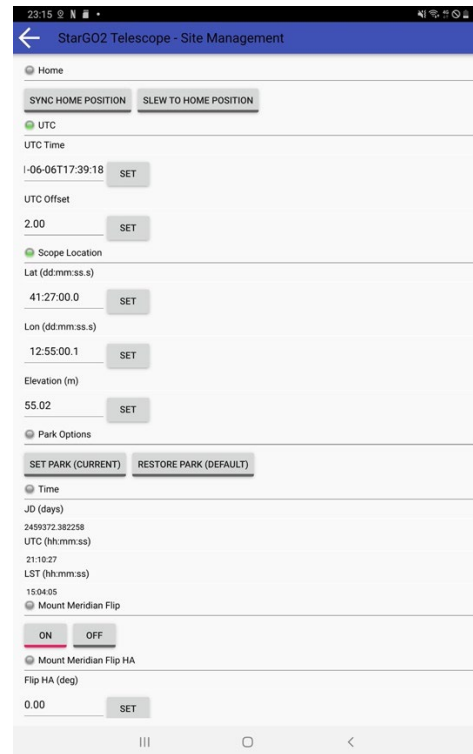 23:15
StarGO2 Telescope - Site Management
Home
SYNC HOME POSITION SLEW TO HOME POSITION
UTC
UTC Time
-06-06T17:39:18 SET
UTC Offset
2.00 SET
Scope Location
Lat (dd:mm:ss.s)
41:27:00.0 SET
Lon (dd:mm:ss.s)
12:55:00.1 SET
Elevation (m)
55.02 SET
Park Options
SET PARK (CURRENT) RESTORE PARK (DEFAULT)
Time
JD (days)
2459372.382258
UTC (hh:mm:ss)
21:10:27
LST (hh:mm:ss)
15:04:05
Mount Meridian Flip
ON OFF
Mount Meridian Flip HA
Flip HA (deg)
0.00 SET